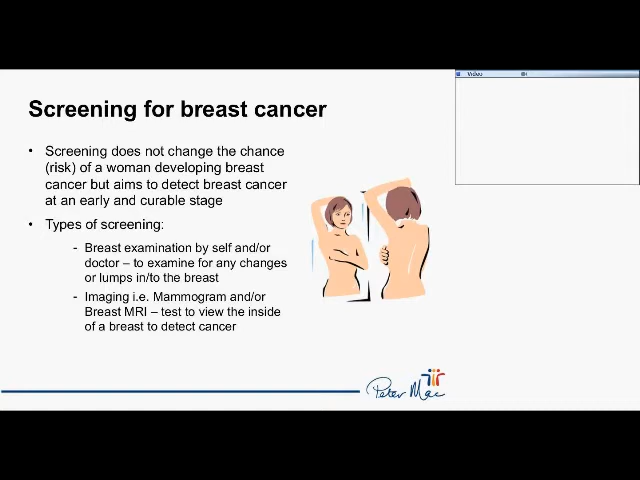 Video
Screening for breast cancer
• Screening does not change the chance
(risk) of a woman developing breast
cancer but aims to detect breast cancer
at an early and curable stage
• Types of screening:
- Breast examination by self and/or
doctor – to examine for any changes
or lumps in/to the breast
- Imaging i.e. Mammogram and/or
Breast MRI – test to view the inside
of a breast to detect cancer
Peter Mac